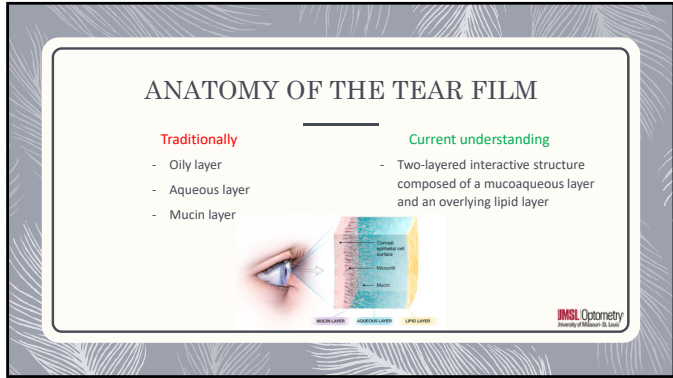 ANATOMY OF THE TEAR FILM
Traditionally
- Oily layer
- Aqueous layer
- Mucin layer
Current understanding
- Two-layered interactive structure
composed of a mucoaqueous layer
and an overlying lipid layer
Corneal
epithelial cell
surface
Microvilli
Mucin
MUCIN LAYER
AQUEOUS LAYER
LIPID LAYER
UMSL Optometry
University of Missouri-St. Louis